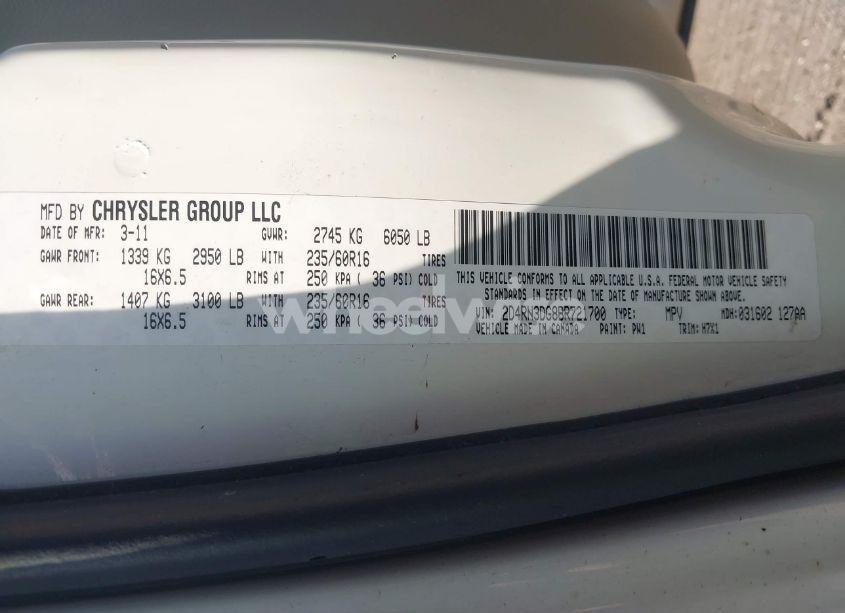 MFD BY CHRYSLER GROUP LLC
DATE OF MFR: 3-11 GVWR: 2745 KG 6050 LB
GAWR FRONT: 1339 KG 2950 LB WITH 235/60R16 TIRES
16X6.5 RIMS AT 250 KPA ( 36 PSI) COLD
GAWR REAR: 1407 KG 3100 LB WITH 235/60R16 TIRES
16X6.5 RIMS AT 250 KPA ( 36 PSI) COLD
THIS VEHICLE CONFORMS TO ALL APPLICABLE U.S.A. FEDERAL MOTOR VEHICLE SAFETY
STANDARDS IN EFFECT ON THE DATE OF MANUFACTURE SHOWN ABOVE.
VIN: 2D4RN3DG8BR721700 TYPE: MPV MDH: 031602 127AA
VEHICLE MADE IN CANADA PAINT: PW1 TRIM: H7X1